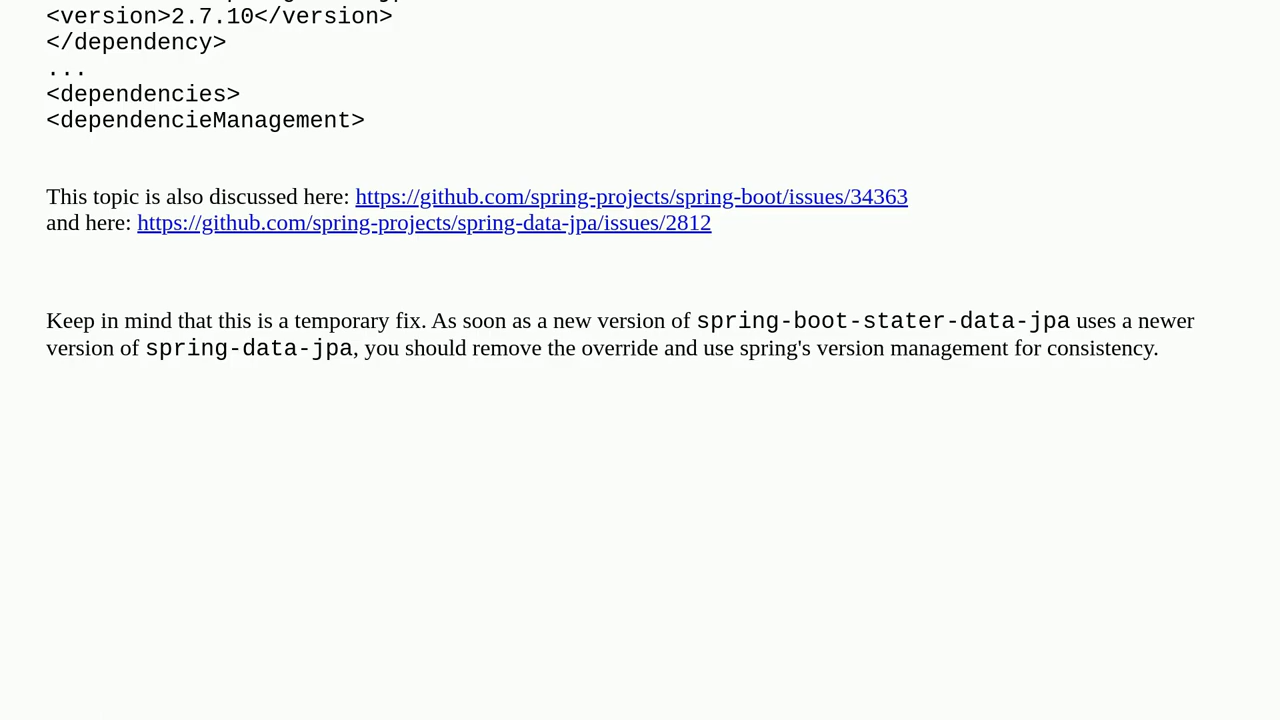 <version>2.7.10</version>
</dependency>
...
<dependencies>
<dependencieManagement>
This topic is also discussed here: https://github.com/spring-projects/spring-boot/issues/34363
and here: https://github.com/spring-projects/spring-data-jpa/issues/2812
Keep in mind that this is a temporary fix. As soon as a new version of spring-boot-stater-data-jpa uses a newer
version of spring-data-jpa, you should remove the override and use spring's version management for consistency.